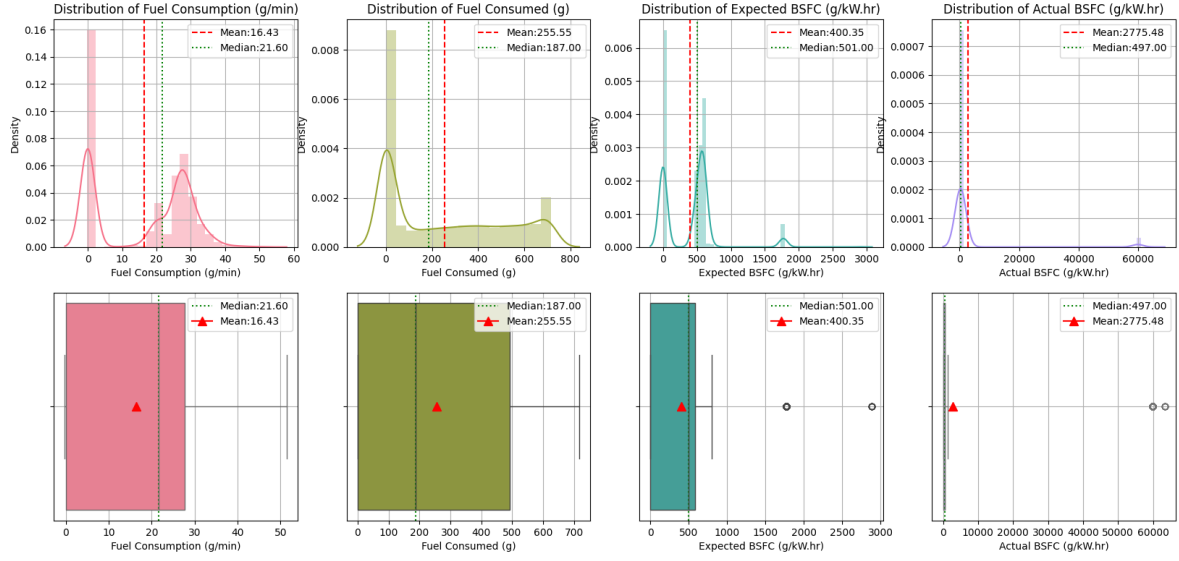 Distribution of Fuel Consumption (g/min)
Mean:16.43
Median:21.60
0.16
0.14
0.12
0.10
0.08
0.06
0.04
0.02
0.00
Density
0 10 20 30 40 50 60
Fuel Consumption (g/min)
Distribution of Fuel Consumed (g)
Mean:255.55
Median:187.00
0.008
0.006
0.004
0.002
0.000
Density
0 200 400 600 800
Fuel Consumed (g)
Distribution of Expected BSFC (g/kW.hr)
Mean:400.35
Median:501.00
0.006
0.005
0.004
0.003
0.002
0.001
0.000
Density
0 500 1000 1500 2000 2500 3000
Expected BSFC (g/kW.hr)
Distribution of Actual BSFC (g/kW.hr)
Mean:2775.48
Median:497.00
0.0007
0.0006
0.0005
0.0004
0.0003
0.0002
0.0001
0.0000
Density
0 20000 40000 60000
Actual BSFC (g/kW.hr)
Median:21.60
Mean:16.43
0 10 20 30 40 50
Fuel Consumption (g/min)
Median:187.00
Mean:255.55
0 100 200 300 400 500 600 700
Fuel Consumed (g)
Median:501.00
Mean:400.35
0 500 1000 1500 2000 2500 3000
Expected BSFC (g/kW.hr)
Median:497.00
Mean:2775.48
0 10000 20000 30000 40000 50000 60000
Actual BSFC (g/kW.hr)